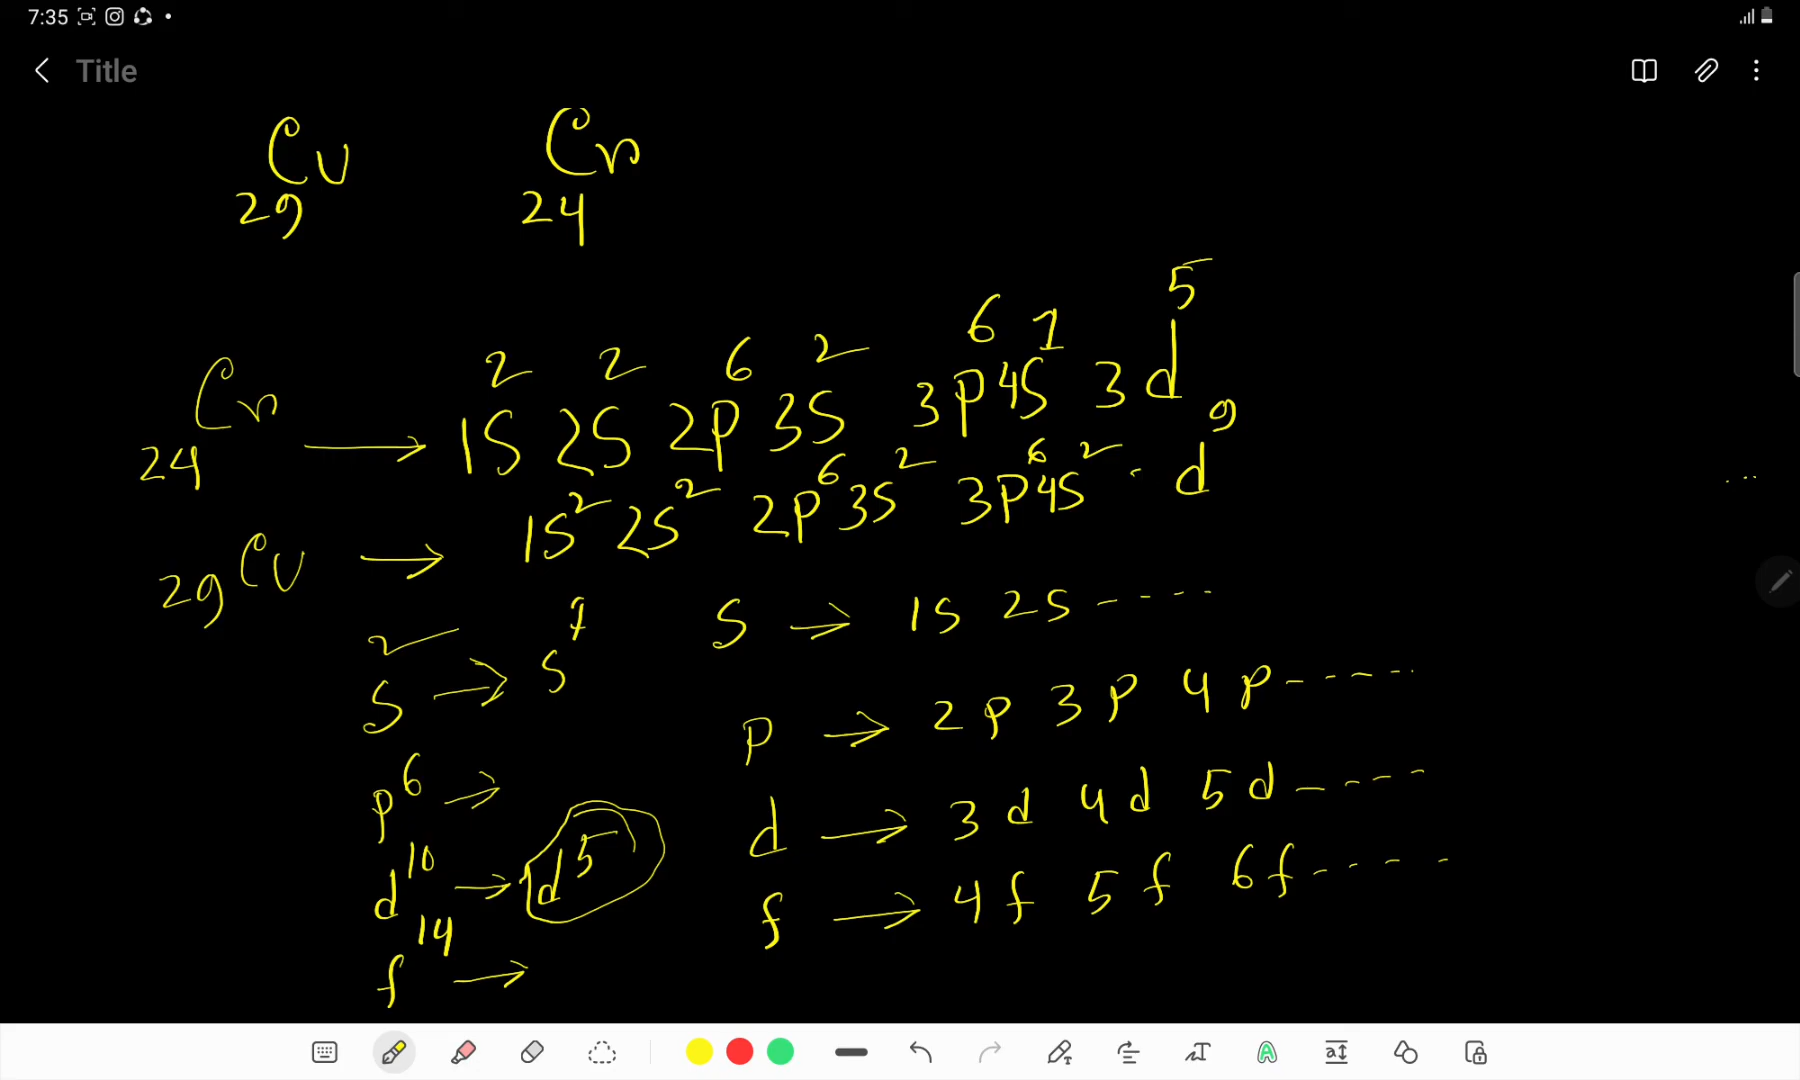 7:35
Title
Cu Cr
29 24
24Cr → 1S² 2S² 2p⁶ 3S² 3p⁶ 4S¹ 3d⁵
29Cu → 1S² 2S² 2p⁶ 3S² 3p⁶ 4S² d⁹
S² → S¹
S → 1S 2S - - - -
p → 2p 3p 4p - - - - -
p⁶ →
d → 3d 4d 5d - - - -
d¹⁰ → d⁵
f → 4f 5f 6f - - - - -
f¹⁴ →